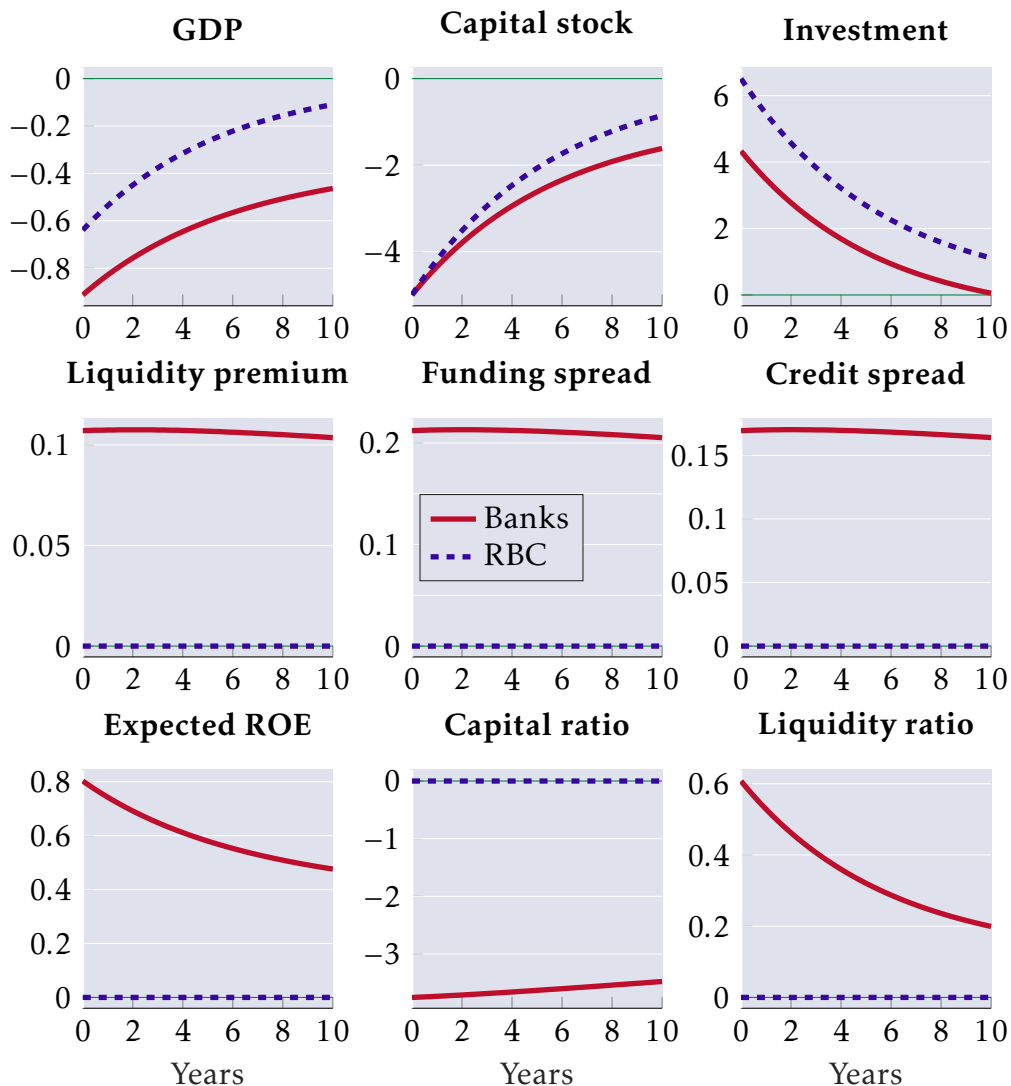 GDP Capital stock Investment
0 0 6
−0.2 −2 4
−0.4 −4 2
−0.6 0
−0.8
0 2 4 6 8 10 0 2 4 6 8 10 0 2 4 6 8 10
Liquidity premium Funding spread Credit spread
0.1 0.2 0.15
0.05 0.1 0.1
0 0 0.05
0
Banks
RBC
0 2 4 6 8 10 0 2 4 6 8 10 0 2 4 6 8 10
Expected ROE Capital ratio Liquidity ratio
0.8 0 0.6
0.6 −1 0.4
0.4 −2 0.2
0.2 −3 0
0
0 2 4 6 8 10 0 2 4 6 8 10 0 2 4 6 8 10
Years Years Years